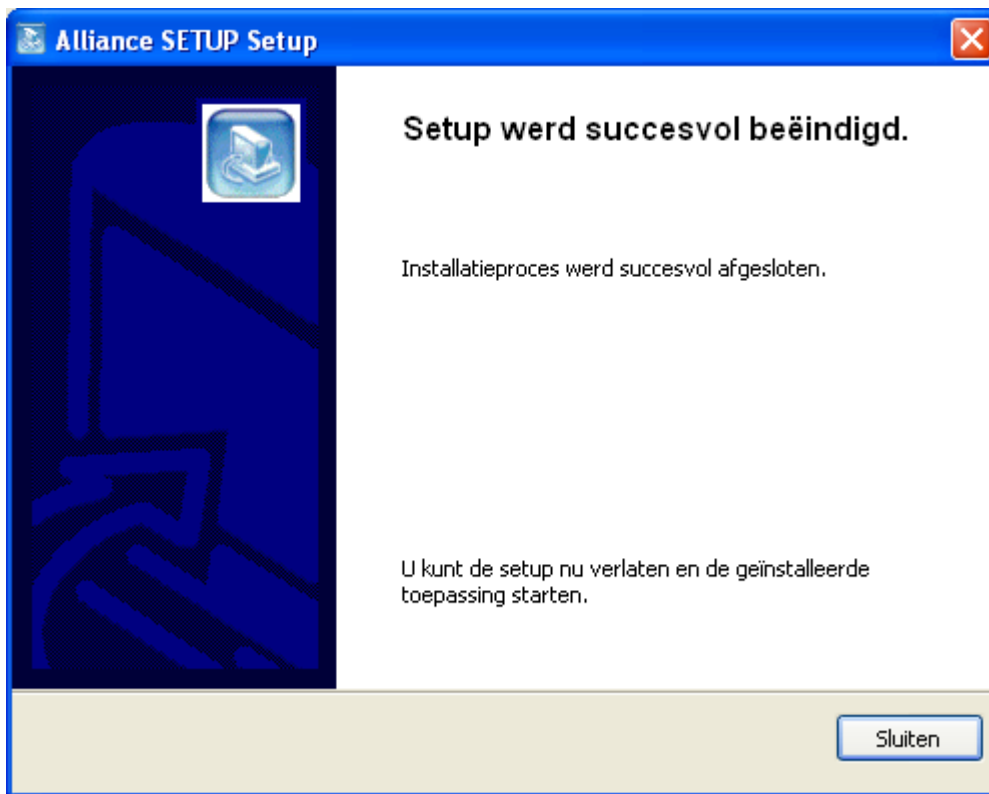 Alliance SETUP Setup
Setup werd succesvol beëindigd.
Installatieproces werd succesvol afgesloten.
U kunt de setup nu verlaten en de geïnstalleerde
toepassing starten.
Sluiten